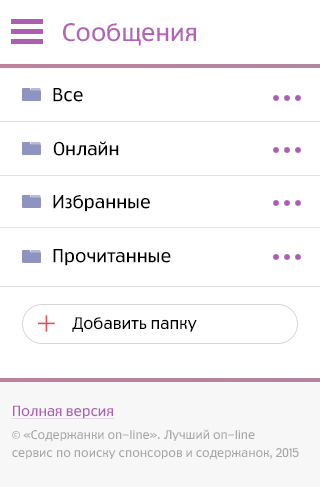 Сообщения
Все
Онлайн
Избранные
Прочитанные
Добавить папку
Полная версия
© «Содержанки on-line». Лучший on-line
сервис по поиску спонсоров и содержанок, 2015